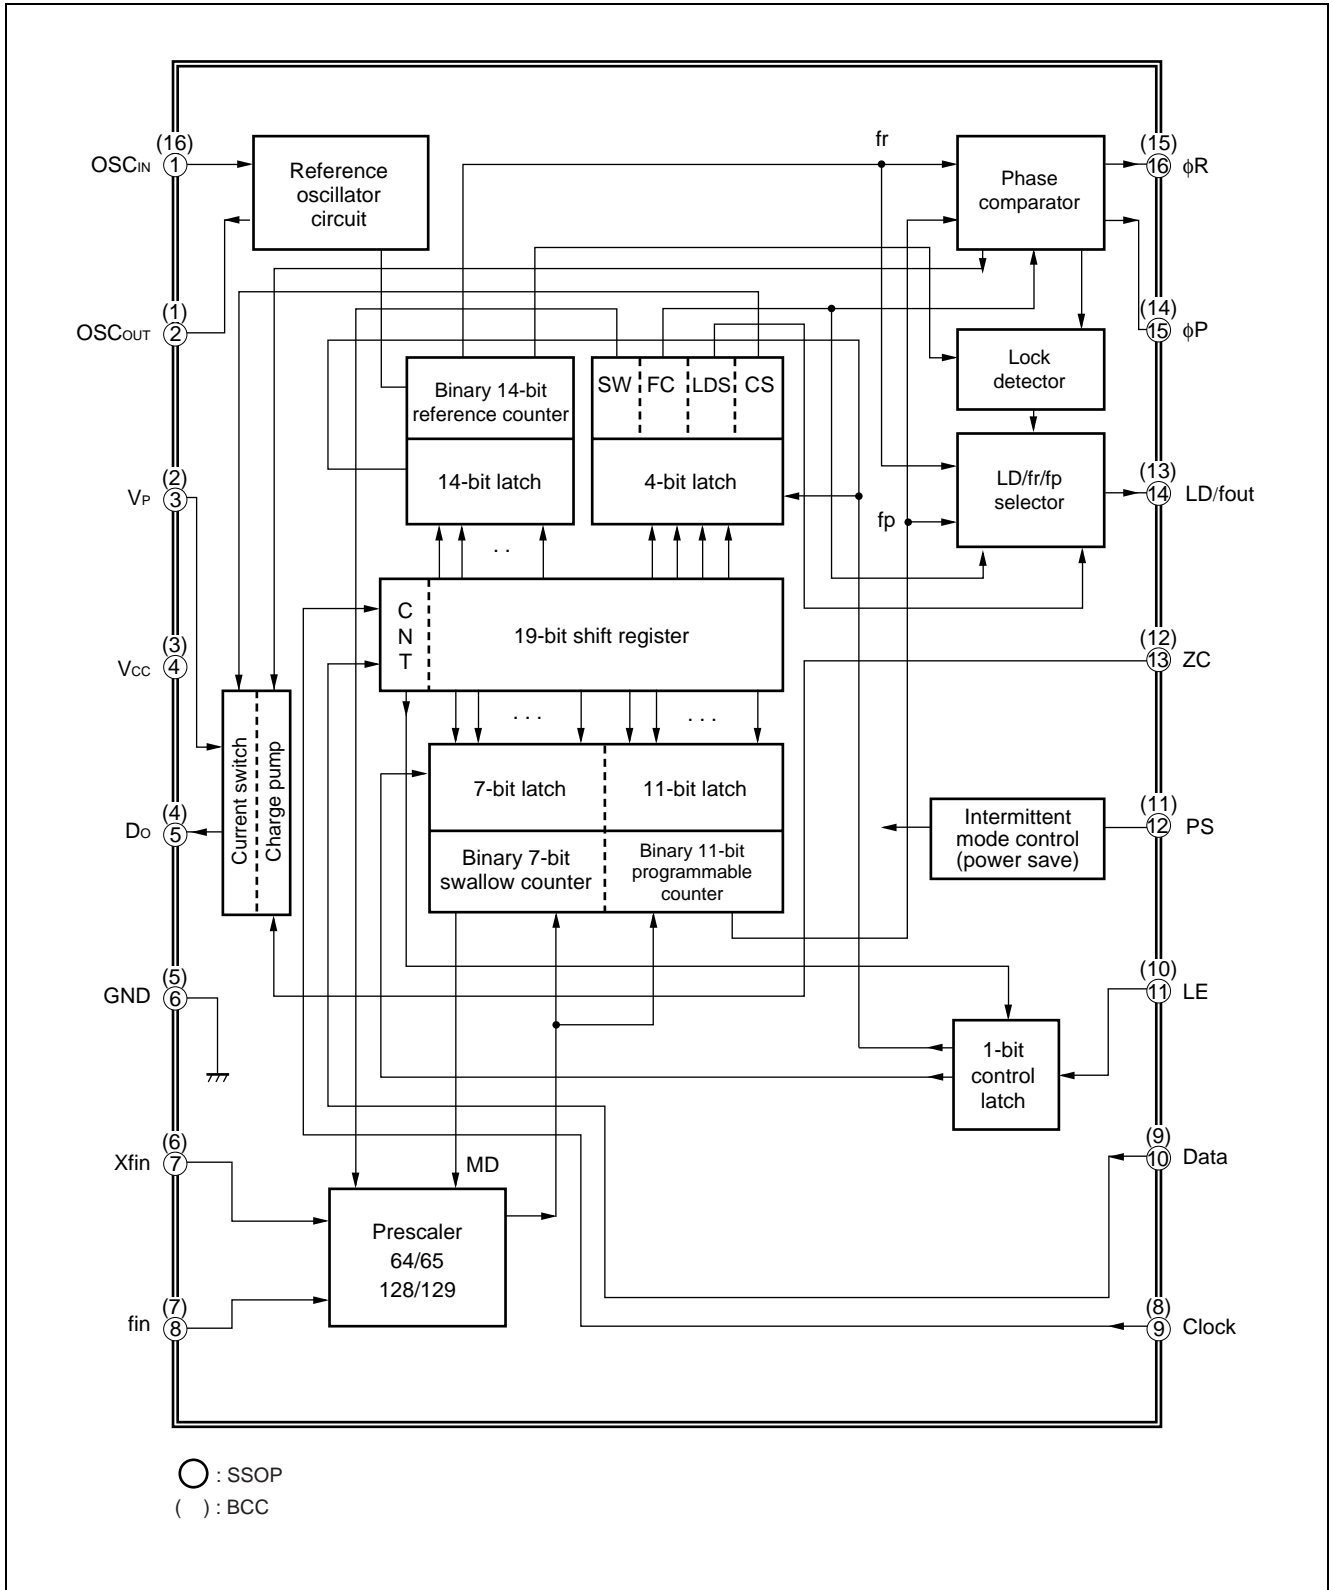 (16)
OSCIN 1
Reference
oscillator
circuit
fr
Phase
comparator
(15)
16 ϕR
(1)
OSCOUT 2
(14)
15 ϕP
Lock
detector
Binary 14-bit
reference counter
SW FC LDS CS
14-bit latch
4-bit latch
LD/fr/fp
selector
fp
(13)
14 LD/fout
(2)
VP 3
. .
C
N
T
19-bit shift register
(3)
VCC 4
(12)
13 ZC
. . .
. . .
Current switch
Charge pump
7-bit latch
11-bit latch
Binary 7-bit
swallow counter
Binary 11-bit
programmable
counter
(4)
DO 5
Intermittent
mode control
(power save)
(11)
12 PS
(5)
GND 6
(10)
11 LE
1-bit
control
latch
(6)
Xfin 7
MD
(9)
10 Data
Prescaler
64/65
128/129
(7)
fin 8
(8)
9 Clock
: SSOP
( ) : BCC